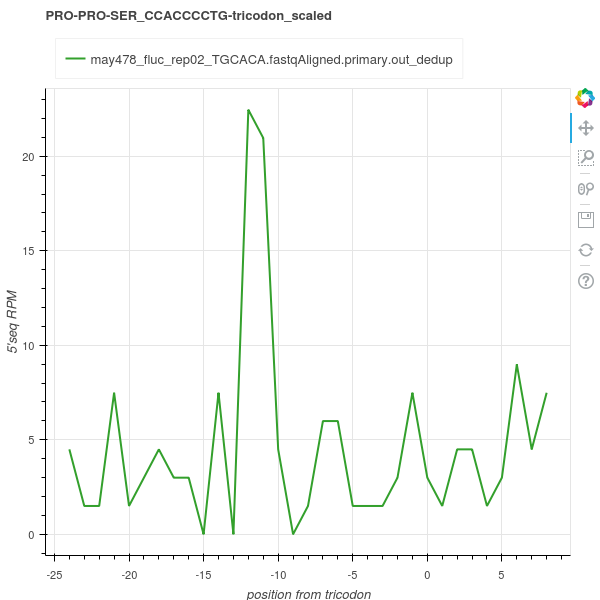 PRO-PRO-SER_CCACCCCTG-tricodon_scaled
may478_fluc_rep02_TGCACA.fastqAligned.primary.out_dedup
20
15
10
5
0
5'seq RPM
-25 -20 -15 -10 -5 0 5
position from tricodon